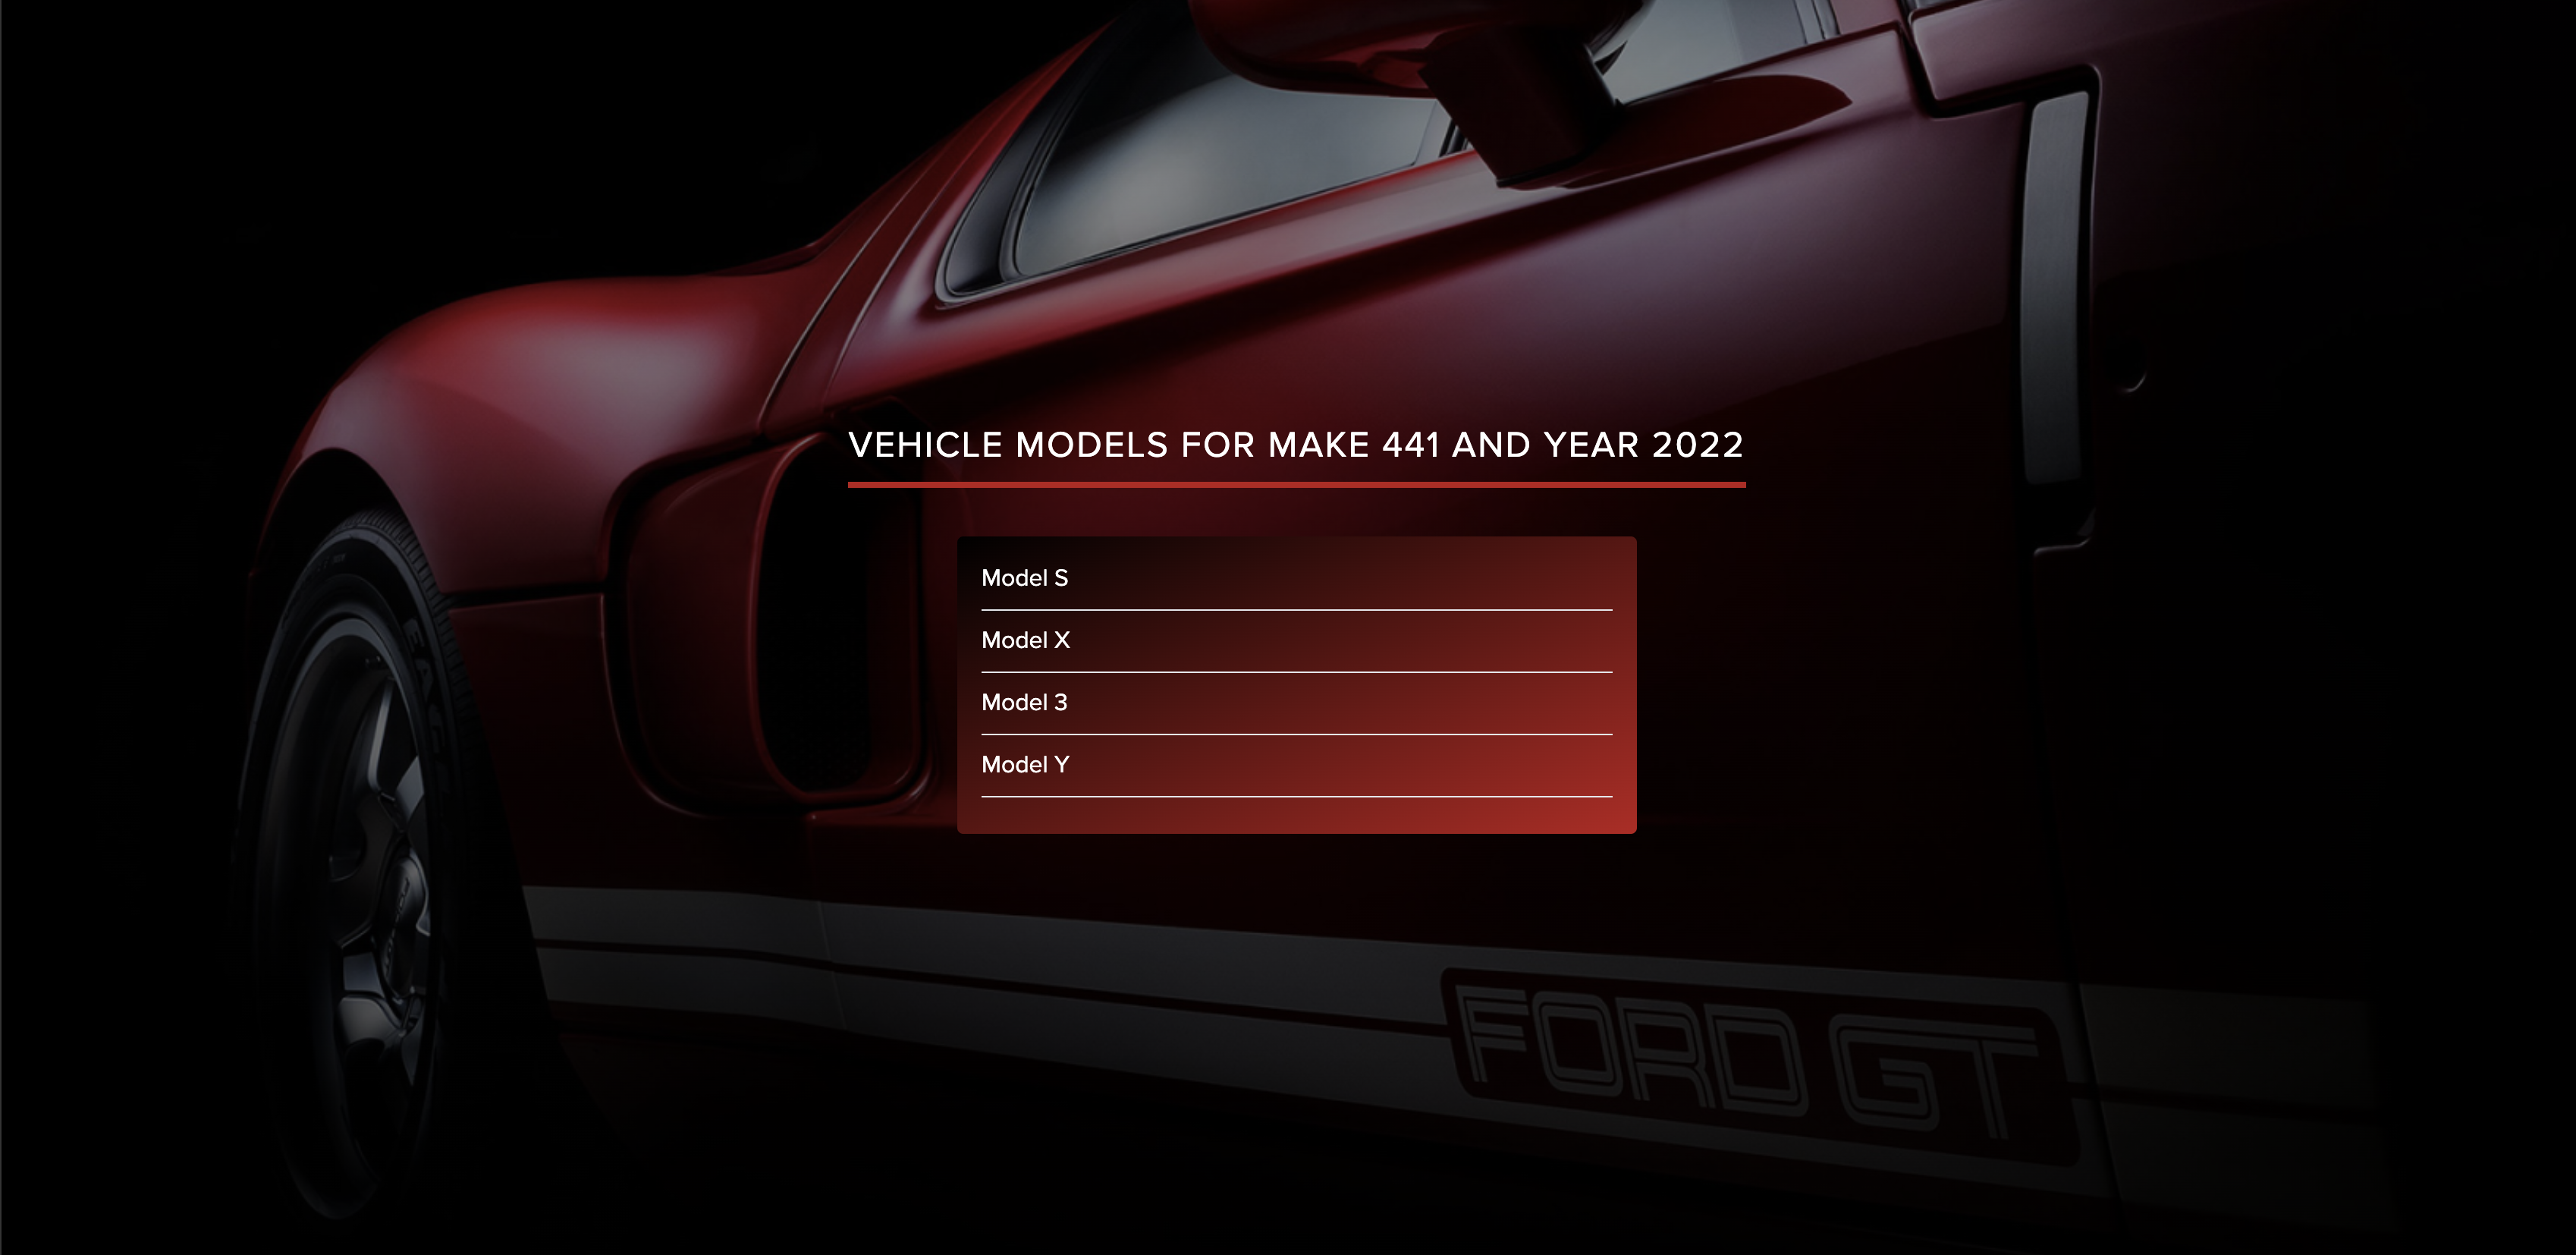 VEHICLE MODELS FOR MAKE 441 AND YEAR 2022
Model S
Model X
Model 3
Model Y
FORD GT